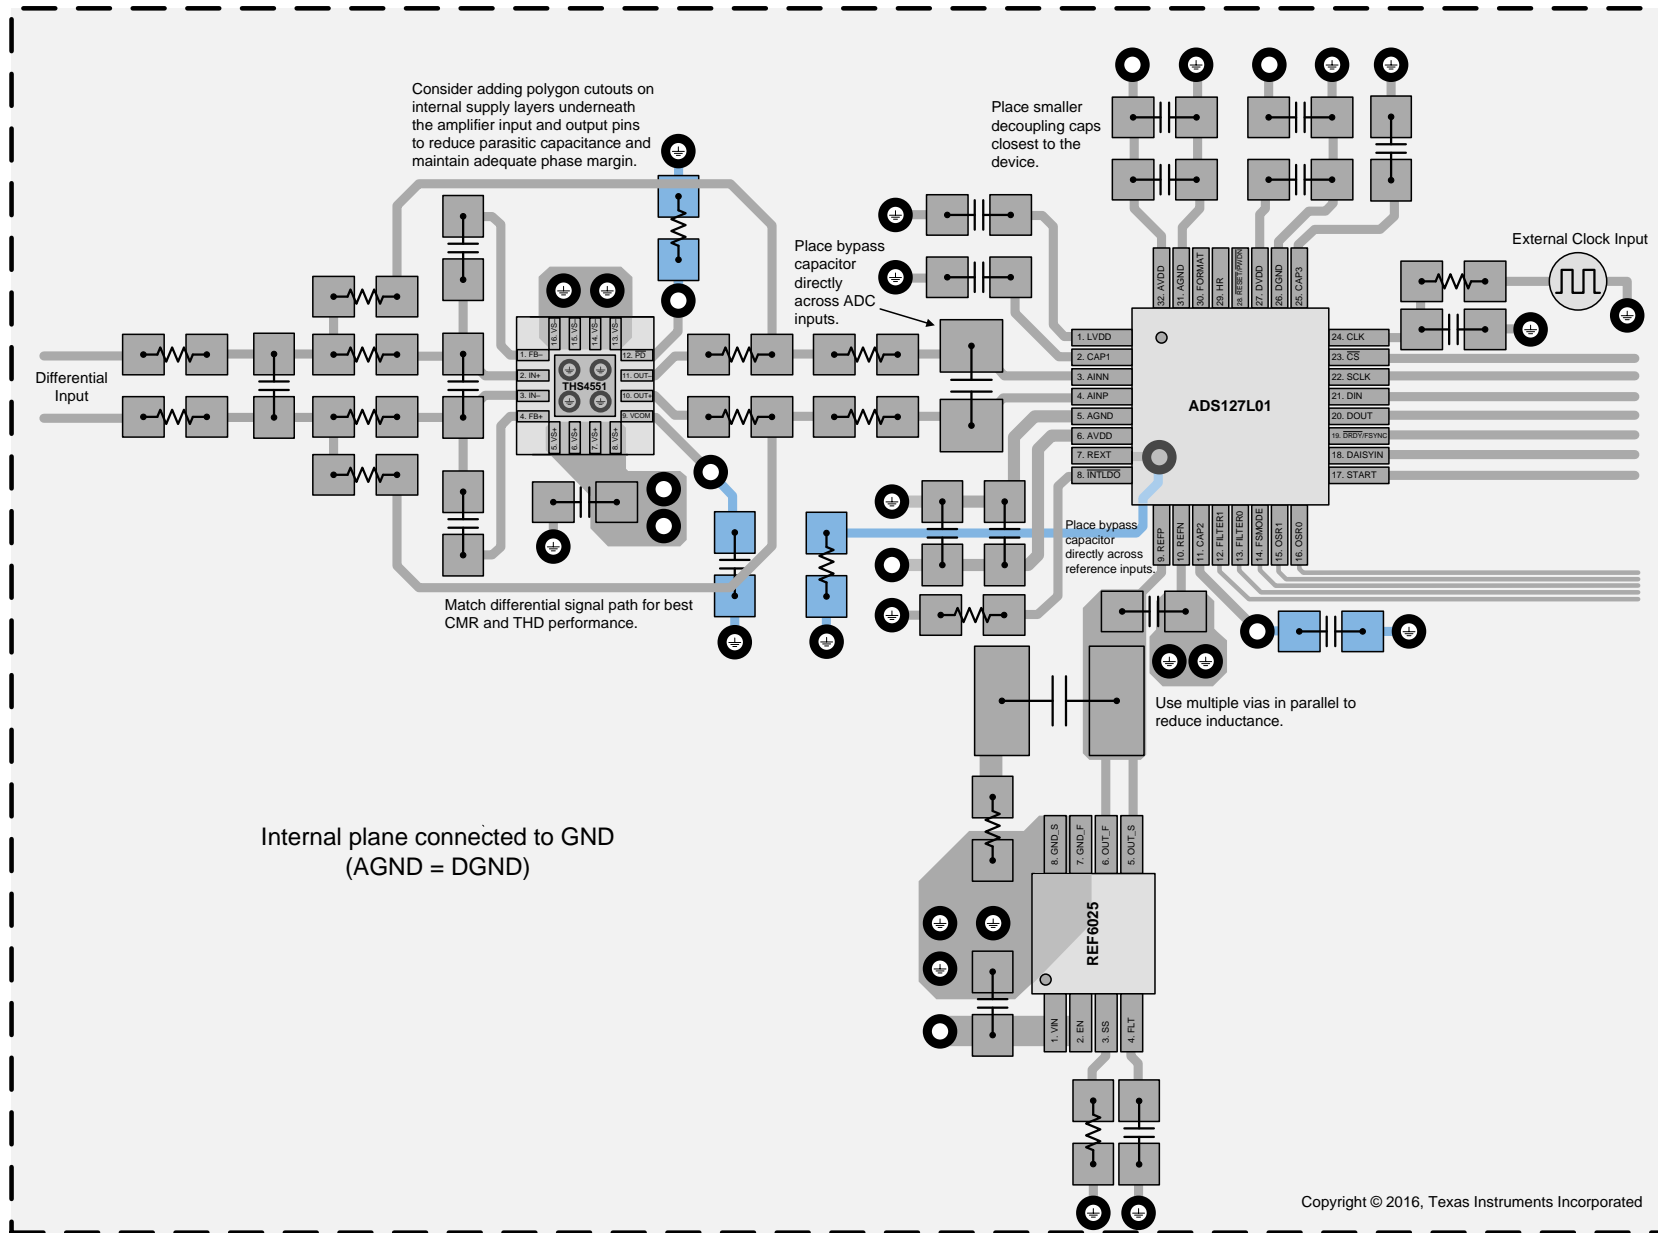 Consider adding polygon cutouts on
internal supply layers underneath
the amplifier input and output pins
to reduce parasitic capacitance and
maintain adequate phase margin.
Place smaller
decoupling caps
closest to the
device.
Place bypass
capacitor
directly
across ADC
inputs.
External Clock Input
Differential
Input
16. VS-
15. VS-
14. VS-
13. VS-
1. FB–
2. IN+
3. IN–
4. FB+
THS4551
12. PD
11. OUT–
10. OUT+
9. VCOM
5. VS+
6. VS+
7. VS+
8. VS+
32. AVDD
31. AGND
30. FORMAT
29. HR
28. RESET/PWDN
27. DVDD
26. DGND
25. CAP3
1. LVDD
2. CAP1
3. AINN
4. AINP
5. AGND
6. AVDD
7. REXT
8. INTLDO
ADS127L01
24. CLK
23. CS
22. SCLK
21. DIN
20. DOUT
19. DRDY/FSYNC
18. DAISYIN
17. START
9. REFP
10. REFN
11. CAP2
12. FILTER1
13. FILTER0
14. FSMODE
15. OSR1
16. OSR0
Place bypass
capacitor
directly across
reference inputs.
Match differential signal path for best
CMR and THD performance.
Use multiple vias in parallel to
reduce inductance.
Internal plane connected to GND
(AGND = DGND)
8. GND_S
7. GND_F
6. OUT_F
5. OUT_S
REF6025
1. VIN
2. EN
3. SS
4. FLT
Copyright © 2016, Texas Instruments Incorporated